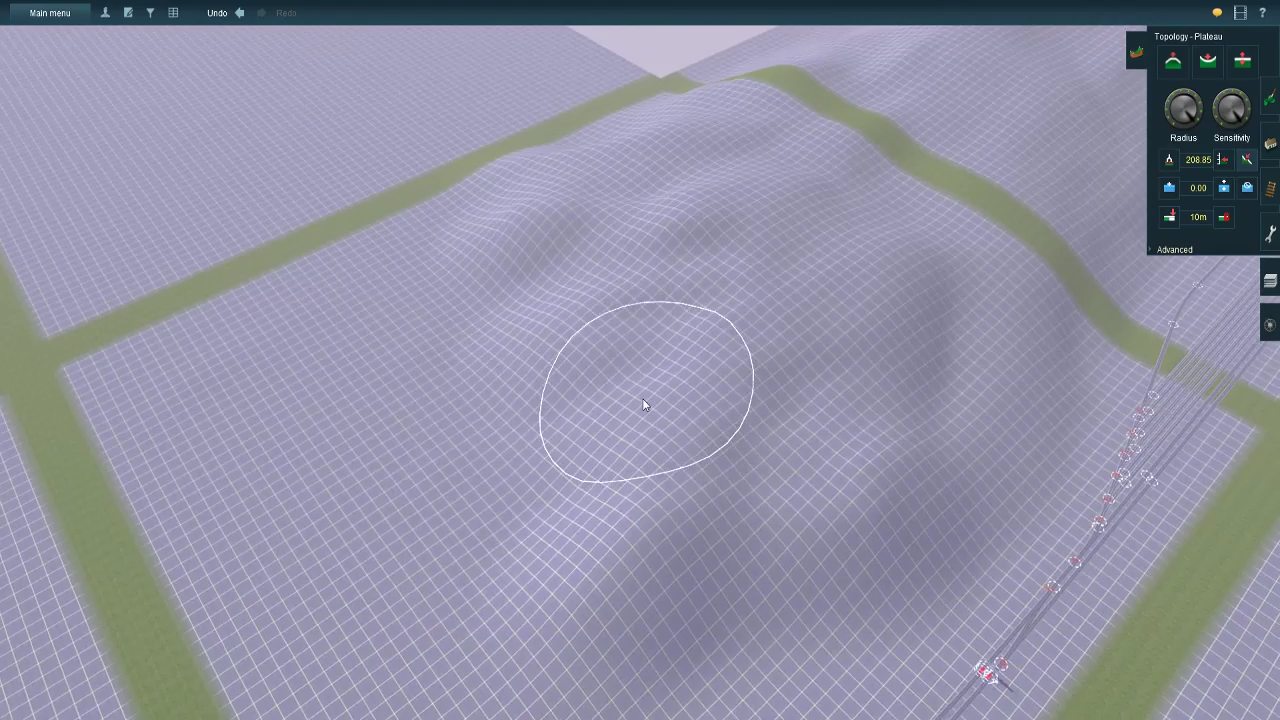 Main menu
Undo
Redo
?
Topology - Plateau
Radius
Sensitivity
208.85
0.00
10m
Advanced